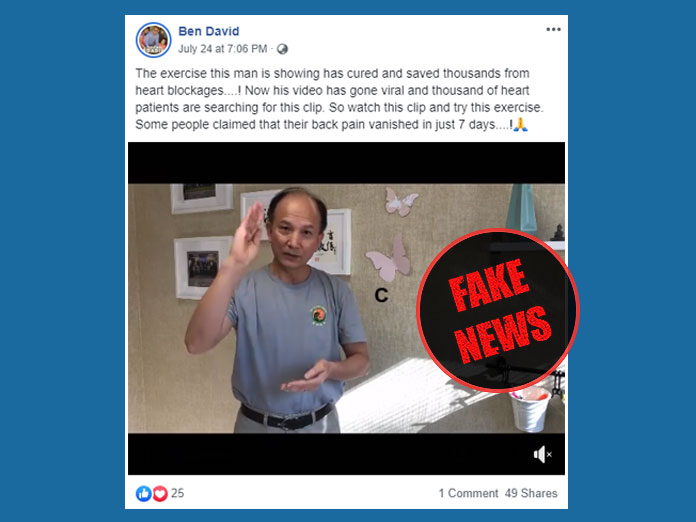 Ben David
July 24 at 7:06 PM ·
The exercise this man is showing has cured and saved thousands from
heart blockages....! Now his video has gone viral and thousand of heart
patients are searching for this clip. So watch this clip and try this exercise.
Some people claimed that their back pain vanished in just 7 days....!🙏
C
FAKE
NEWS
25
1 Comment 49 Shares